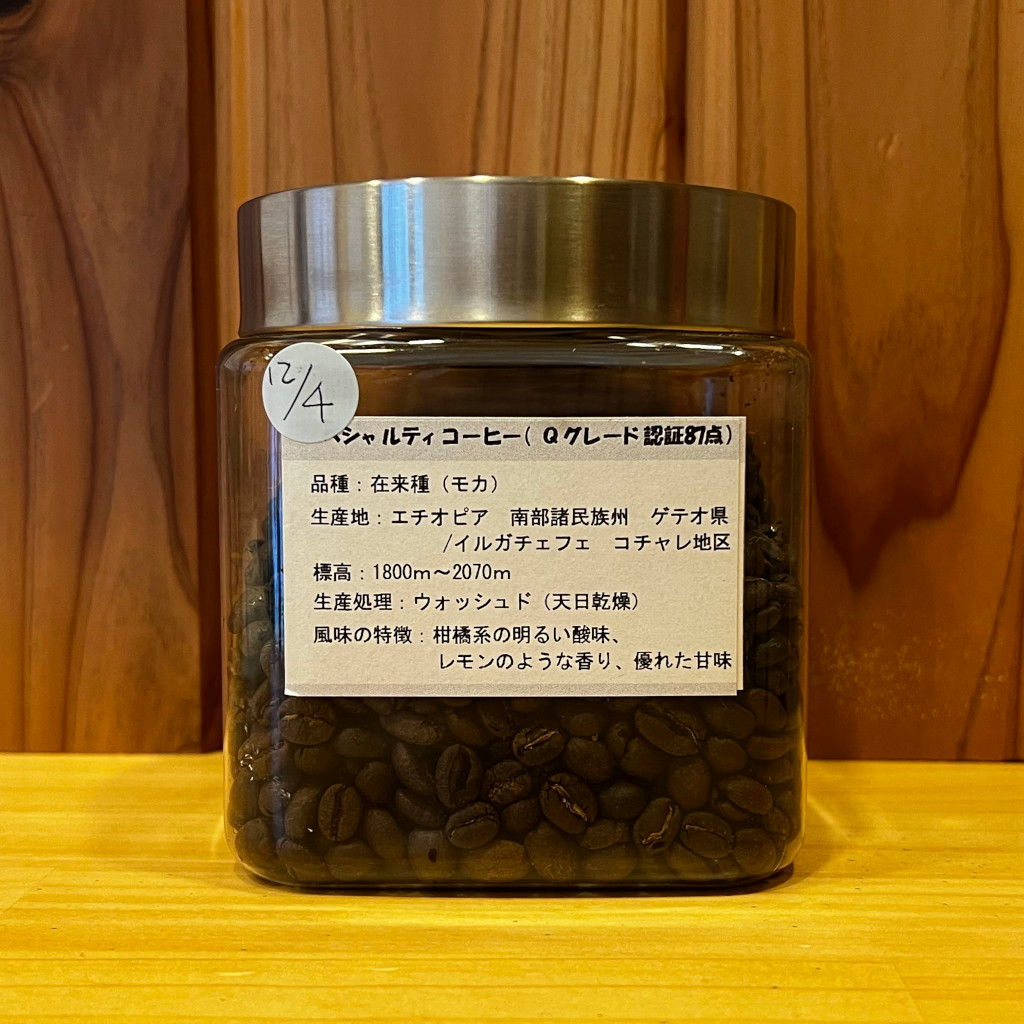 12/4
ペシャルティコーヒー( Qグレード認証87点)
品種：在来種（モカ）
生産地：エチオピア　南部諸民族州　ゲテオ県
/イルガチェフェ　コチャレ地区
標高：1800ｍ～2070ｍ
生産処理：ウォッシュド（天日乾燥）
風味の特徴：柑橘系の明るい酸味、
レモンのような香り、優れた甘味